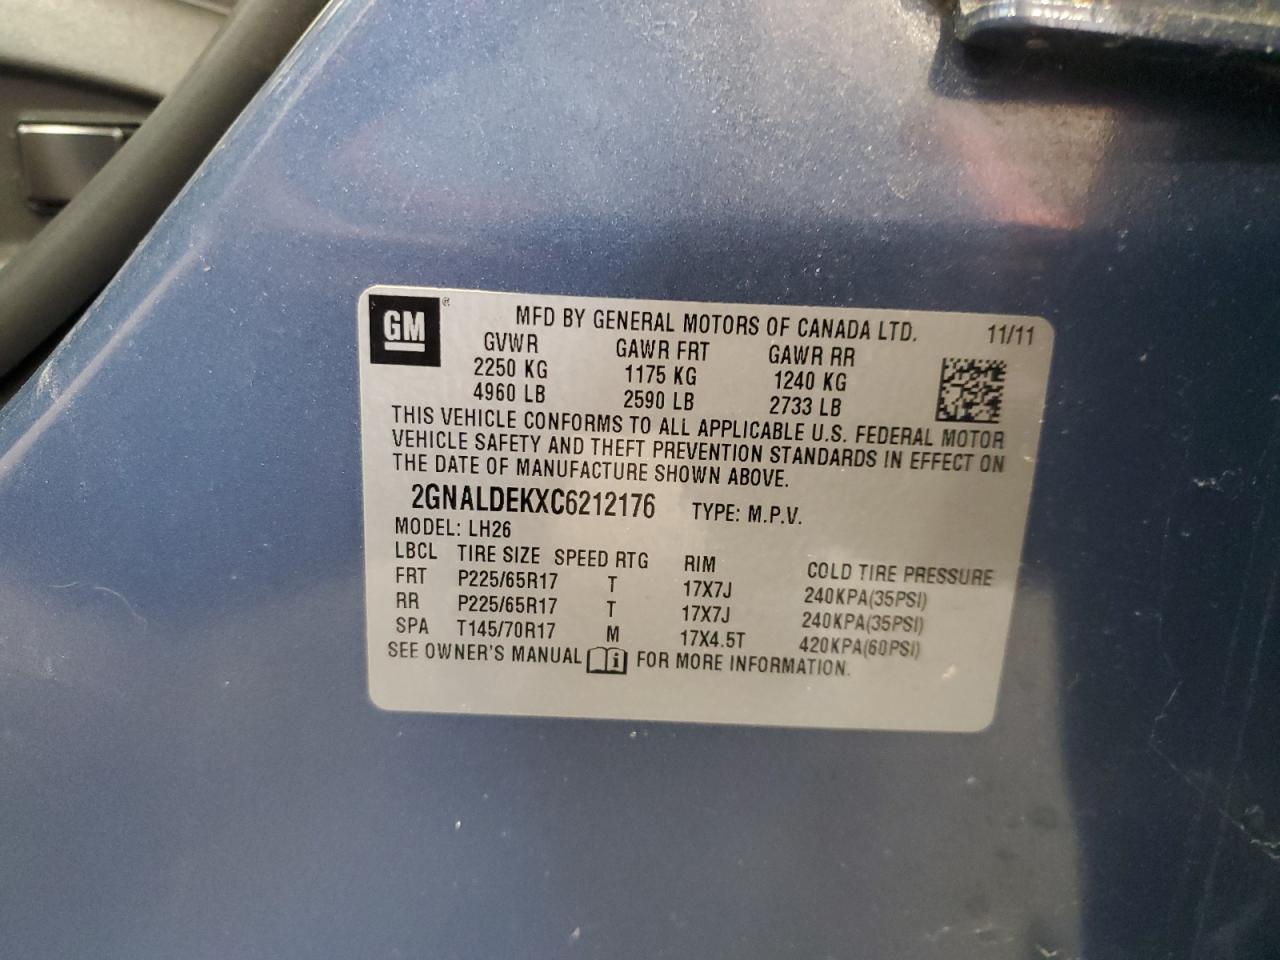 GM ®
MFD BY GENERAL MOTORS OF CANADA LTD. 11/11
GVWR GAWR FRT GAWR RR
2250 KG 1175 KG 1240 KG
4960 LB 2590 LB 2733 LB
THIS VEHICLE CONFORMS TO ALL APPLICABLE U.S. FEDERAL MOTOR
VEHICLE SAFETY AND THEFT PREVENTION STANDARDS IN EFFECT ON
THE DATE OF MANUFACTURE SHOWN ABOVE.
2GNALDEKXC6212176 TYPE: M.P.V.
MODEL: LH26
LBCL TIRE SIZE SPEED RTG RIM COLD TIRE PRESSURE
FRT P225/65R17 T 17X7J 240KPA(35PSI)
RR P225/65R17 T 17X7J 240KPA(35PSI)
SPA T145/70R17 M 17X4.5T 420KPA(60PSI)
SEE OWNER'S MANUAL i FOR MORE INFORMATION.